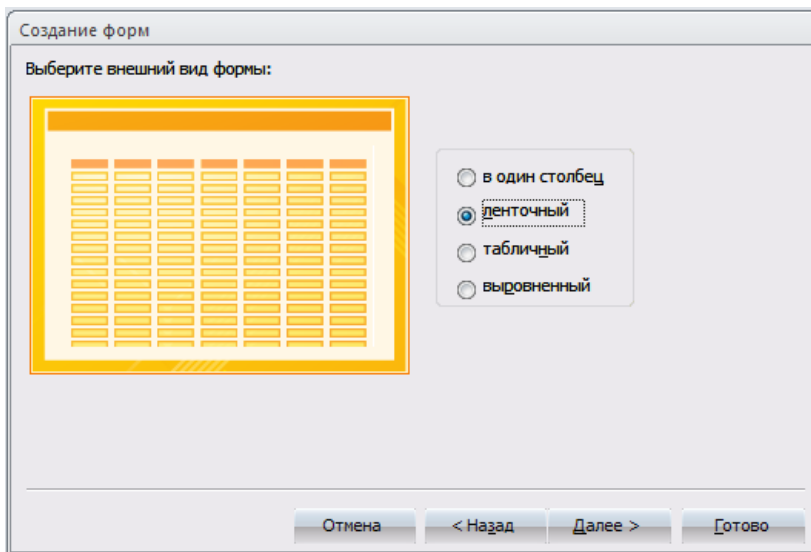 Создание форм
Выберите внешний вид формы:
в один столбец
ленточный
табличный
выровненный
Отмена
< Назад
Далее >
Готово